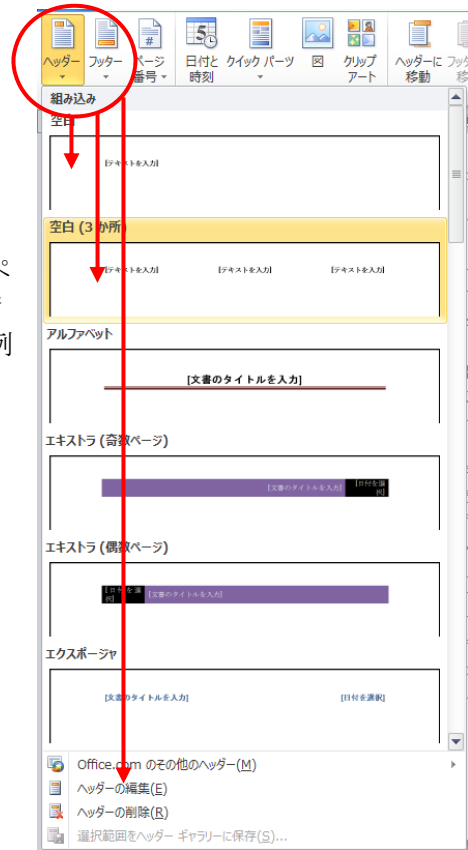 ヘッダー フッター ページ 日付と クイック パーツ 図 クリップ ヘッダーに
番号 時刻 アート 移動
組み込み
空白
[テキストを入力]
空白 (3 か所)
[テキストを入力] [テキストを入力] [テキストを入力]
ペ
例
アルファベット
[文書のタイトルを入力]
エキストラ (奇数ページ)
[文書のタイトルを入力] [日付を選
択]
エキストラ (偶数ページ)
[日付を選 [文書のタイトルを入力]
択]
エクスポージャ
[文書のタイトルを入力] [日付を選択]
Office.com のその他のヘッダー(M)
ヘッダーの編集(E)
ヘッダーの削除(R)
選択範囲をヘッダー ギャラリーに保存(S)...